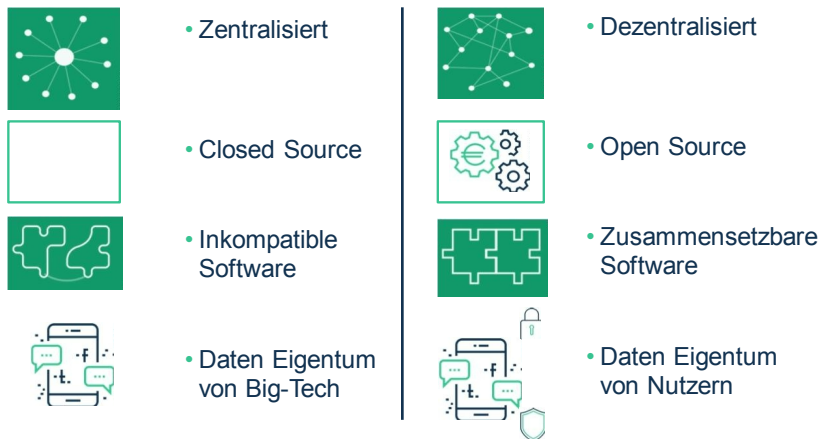 • Zentralisiert
• Closed Source
• Inkompatible
Software
• Daten Eigentum
von Big-Tech
• Dezentralisiert
• Open Source
• Zusammensetzbare
Software
• Daten Eigentum
von Nutzern